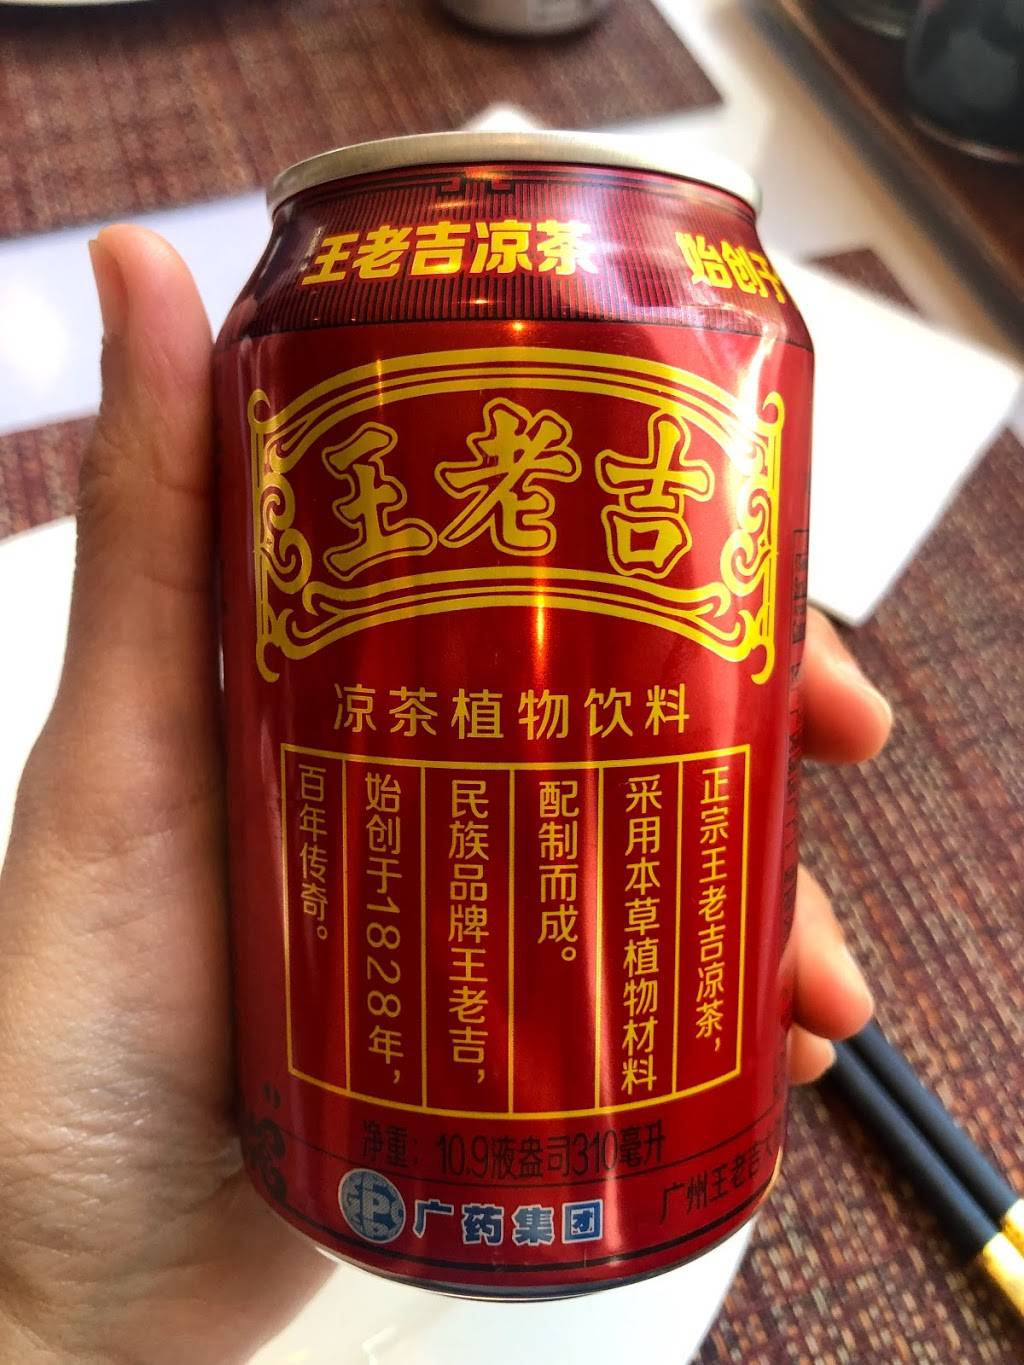 王老吉凉茶 始创于
王老吉
凉茶植物饮料
正宗王老吉凉茶，
采用本草植物材料
配制而成。
民族品牌王老吉，
始创于1828年，
百年传奇。
净重：10.9液盎司310毫升
广药集团
广州王老吉大